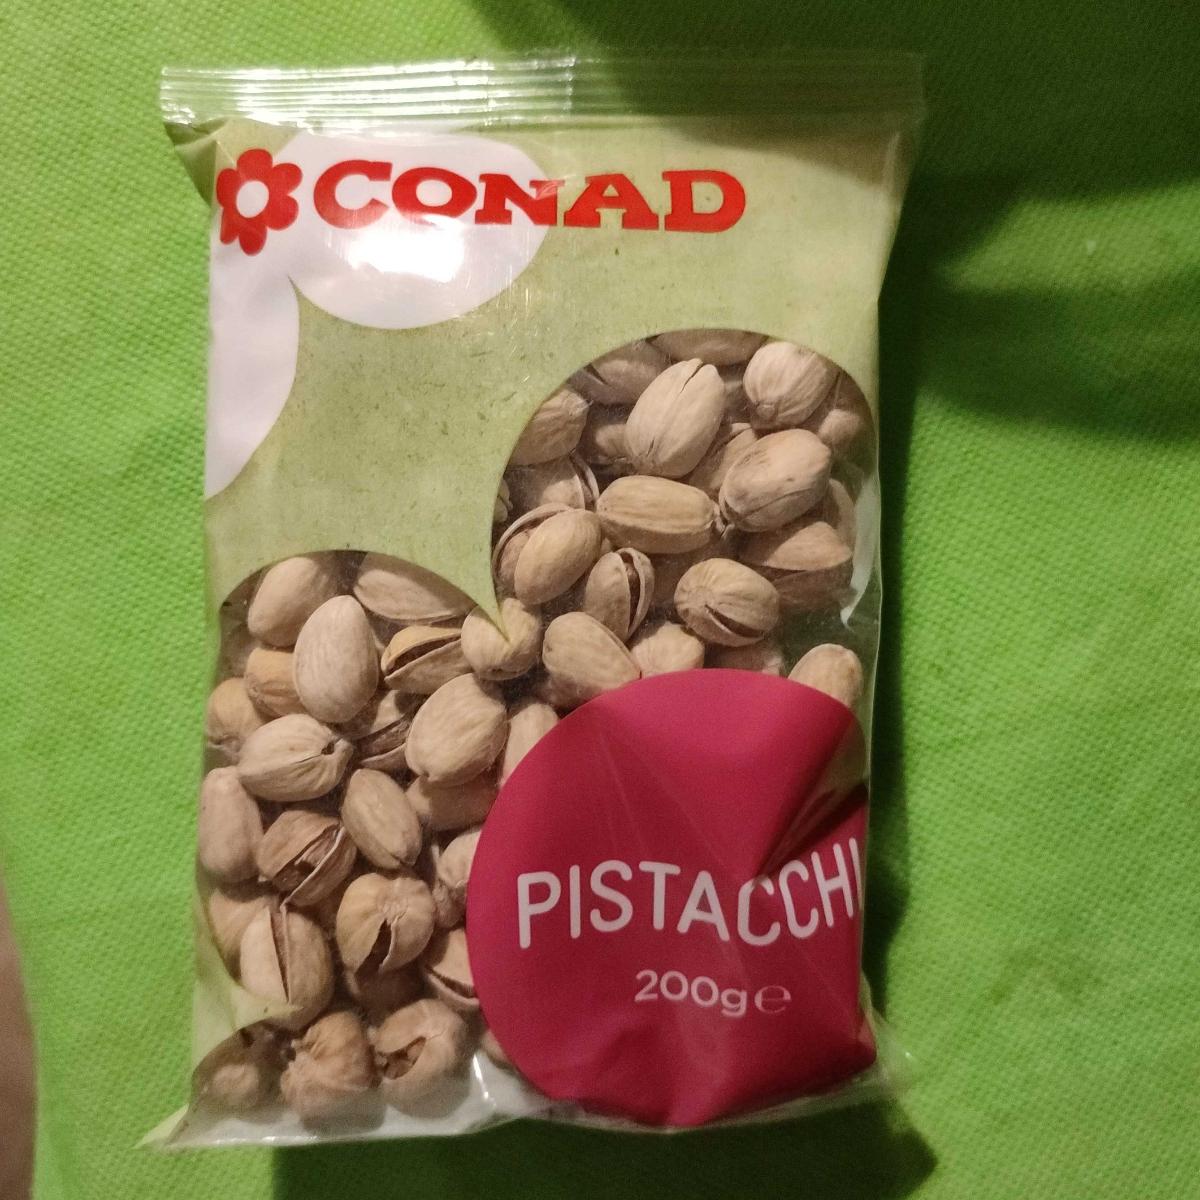 CONAD
PISTACCHI
200g ℮